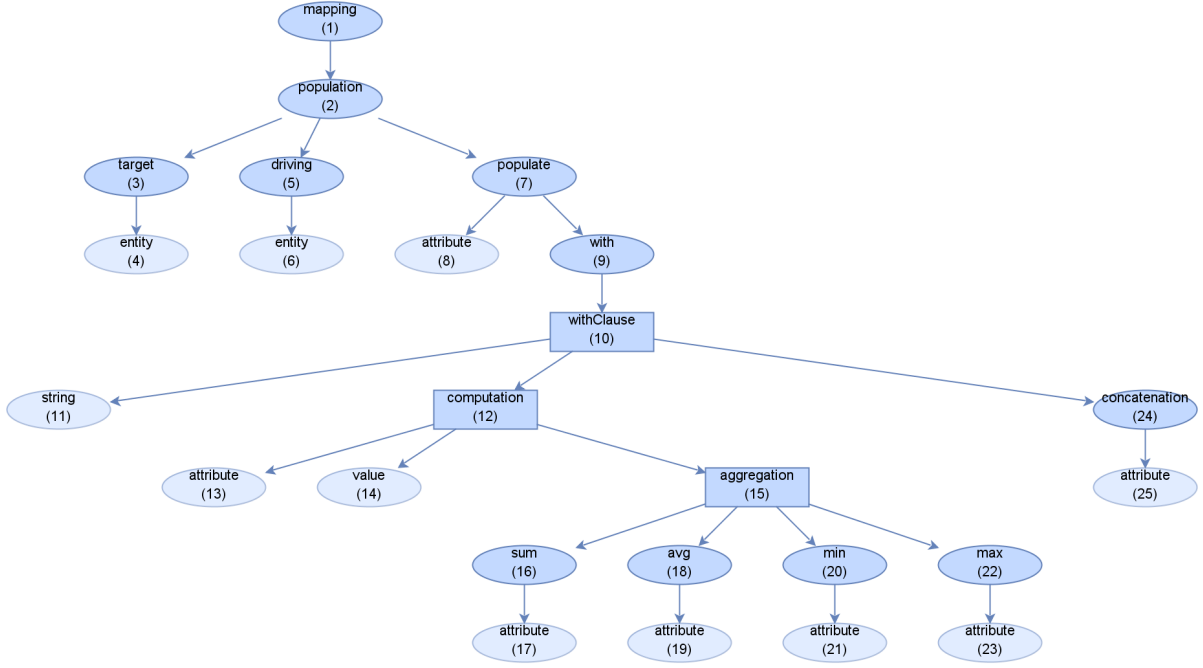 mapping
(1)
population
(2)
target
(3)
driving
(5)
populate
(7)
entity
(4)
entity
(6)
attribute
(8)
with
(9)
withClause
(10)
string
(11)
computation
(12)
concatenation
(24)
attribute
(13)
value
(14)
aggregation
(15)
attribute
(25)
sum
(16)
avg
(18)
min
(20)
max
(22)
attribute
(17)
attribute
(19)
attribute
(21)
attribute
(23)